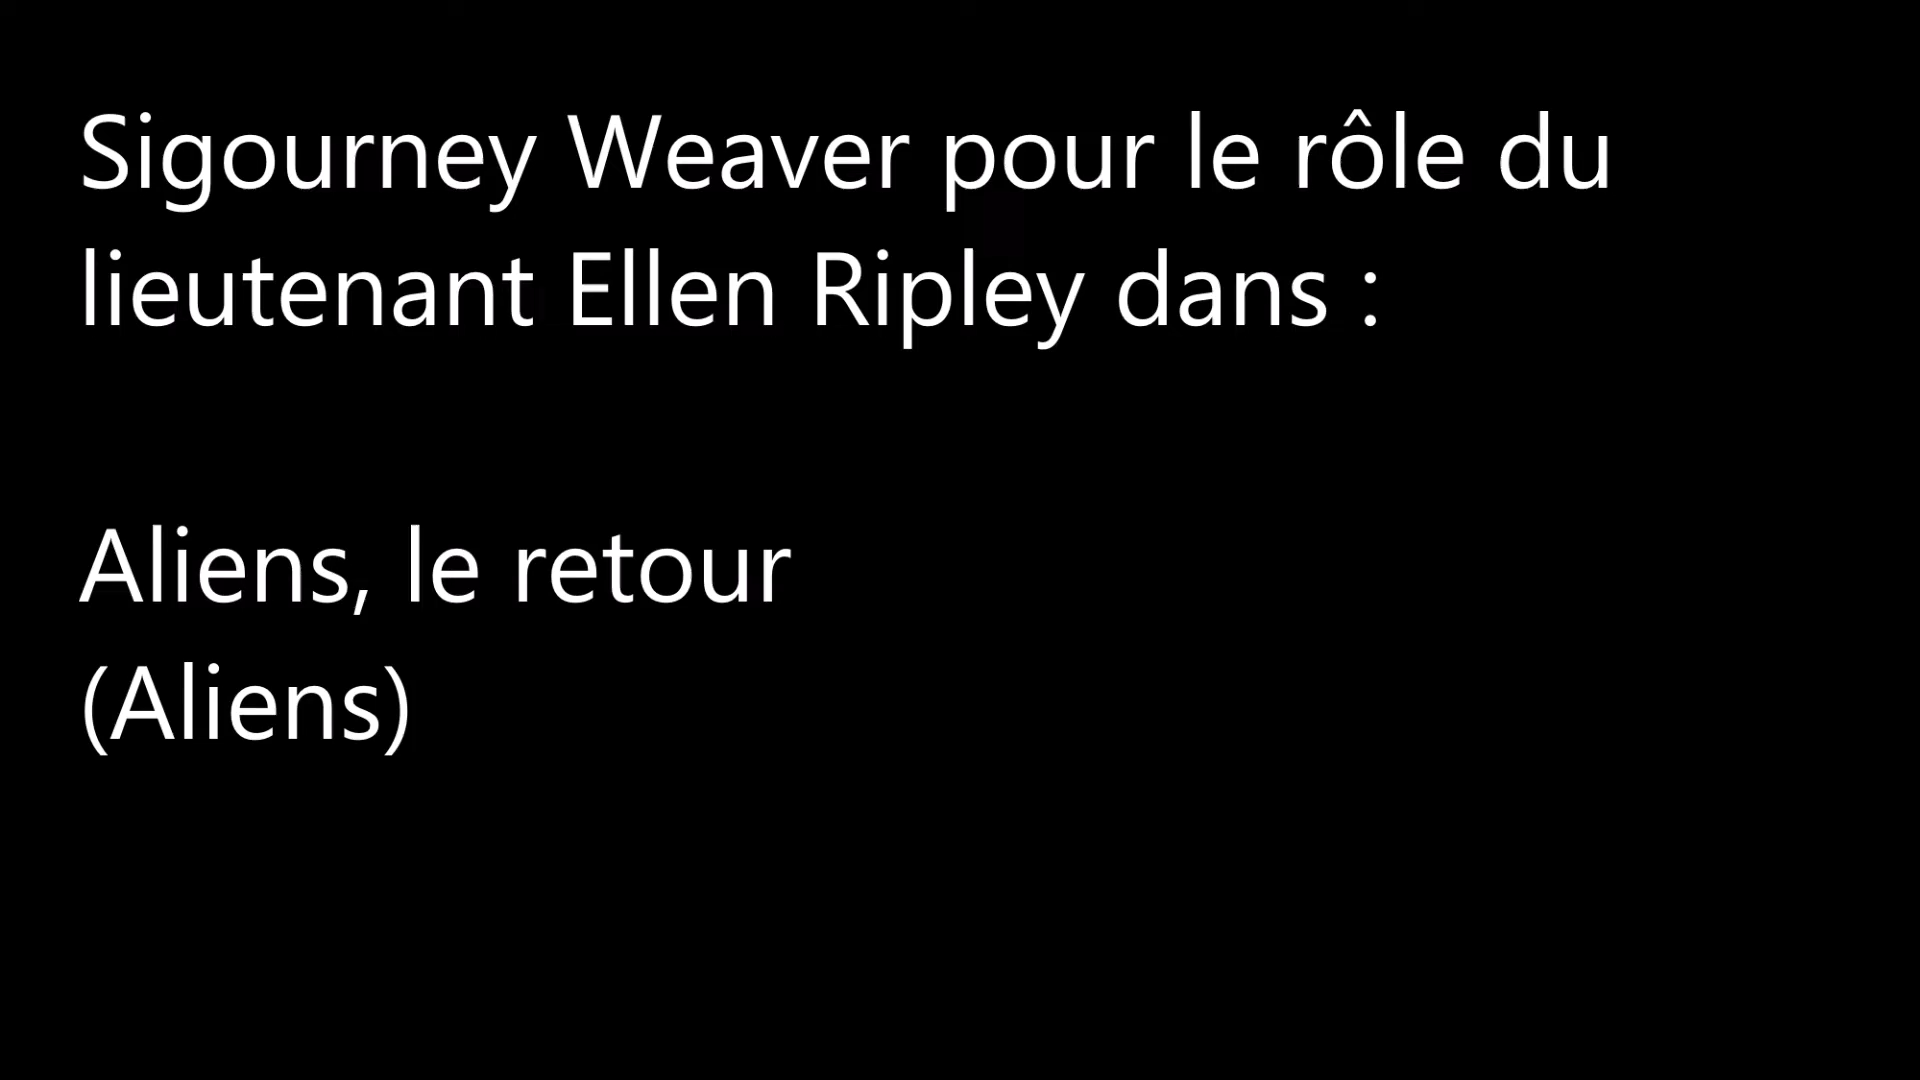 Sigourney Weaver pour le rôle du
lieutenant Ellen Ripley dans :
Aliens, le retour
(Aliens)